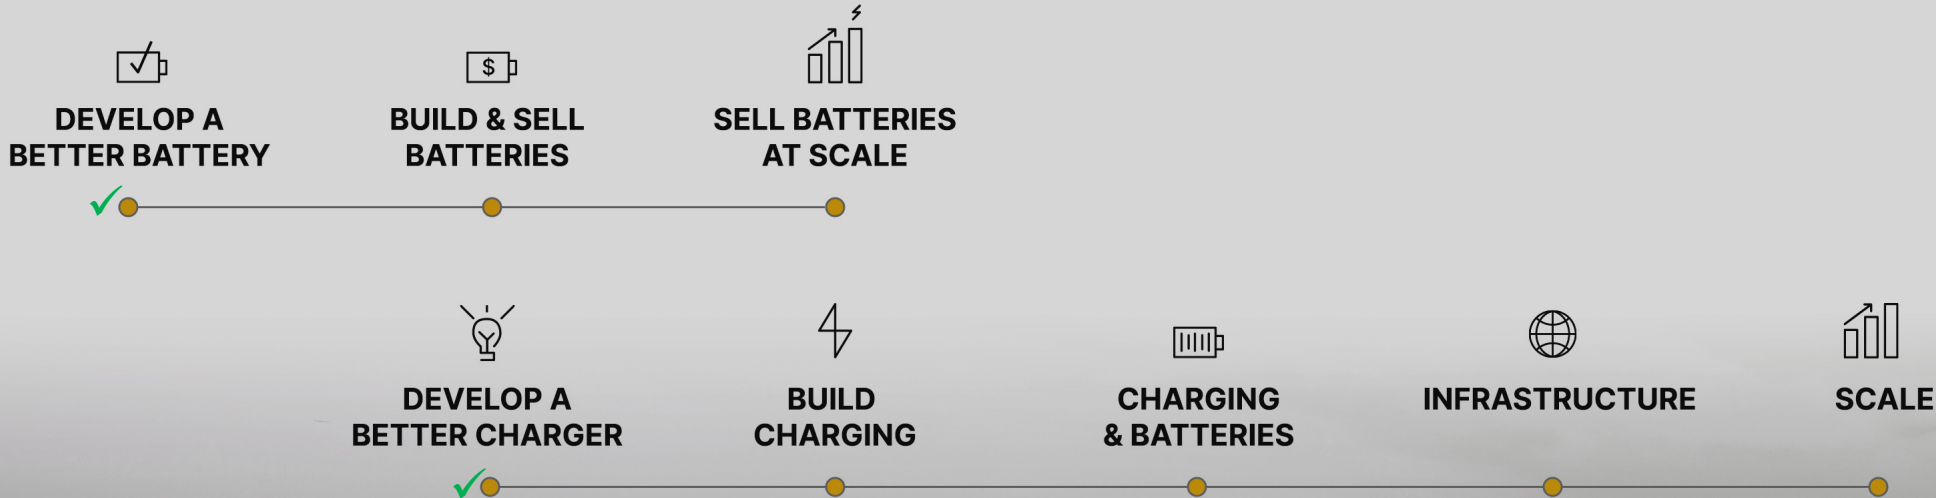 $
DEVELOP A
BETTER BATTERY
BUILD & SELL
BATTERIES
SELL BATTERIES
AT SCALE
DEVELOP A
BETTER CHARGER
BUILD
CHARGING
CHARGING
& BATTERIES
INFRASTRUCTURE
SCALE